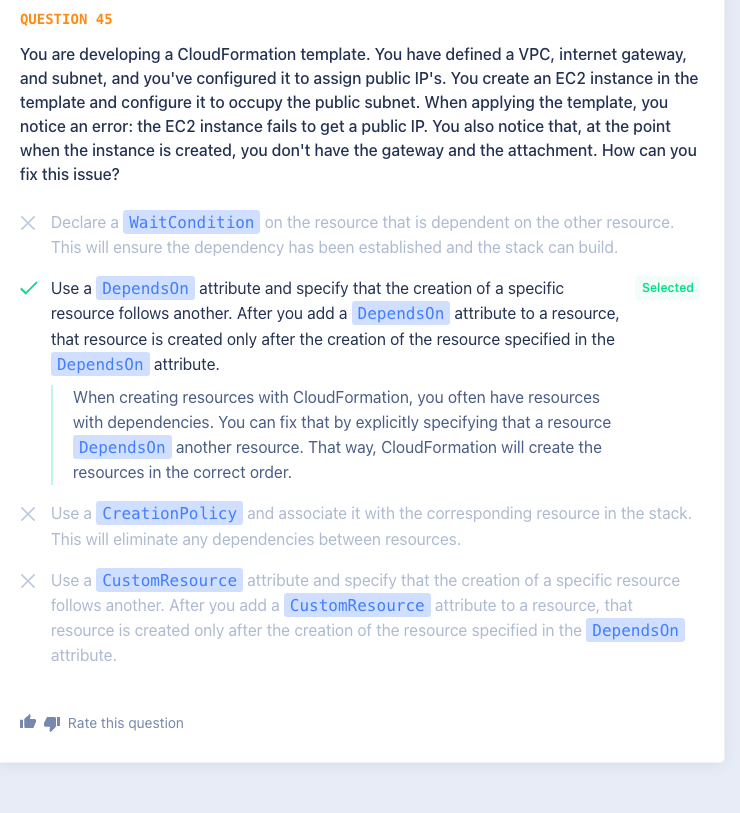 QUESTION 45
You are developing a CloudFormation template. You have defined a VPC, internet gateway,
and subnet, and you've configured it to assign public IP's. You create an EC2 instance in the
template and configure it to occupy the public subnet. When applying the template, you
notice an error: the EC2 instance fails to get a public IP. You also notice that, at the point
when the instance is created, you don't have the gateway and the attachment. How can you
fix this issue?
Declare a WaitCondition on the resource that is dependent on the other resource.
This will ensure the dependency has been established and the stack can build.
Use a DependsOn attribute and specify that the creation of a specific
Selected
resource follows another. After you add a DependsOn attribute to a resource,
that resource is created only after the creation of the resource specified in the
DependsOn attribute.
When creating resources with CloudFormation, you often have resources
with dependencies. You can fix that by explicitly specifying that a resource
DependsOn another resource. That way, CloudFormation will create the
resources in the correct order.
Use a CreationPolicy and associate it with the corresponding resource in the stack.
This will eliminate any dependencies between resources.
Use a CustomResource attribute and specify that the creation of a specific resource
follows another. After you add a CustomResource attribute to a resource, that
resource is created only after the creation of the resource specified in the DependsOn
attribute.
Rate this question